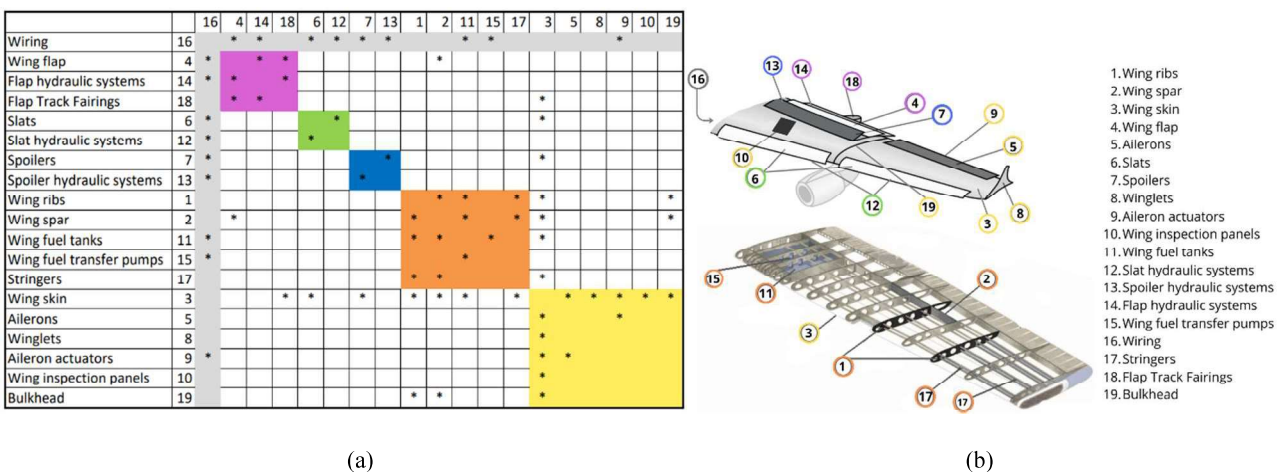 16 4 14 18 6 12 7 13 1 2 11 15 17 3 5 8 9 10 19
Wiring 16 * * * * * * * * *
Wing flap 4 * * * *
Flap hydraulic systems 14 * * *
Flap Track Fairings 18 * * *
Slats 6 * * *
Slat hydraulic systems 12 * *
Spoilers 7 * * *
Spoiler hydraulic systems 13 * *
Wing ribs 1 * * * * *
Wing spar 2 * * * * * *
Wing fuel tanks 11 * * * * *
Wing fuel transfer pumps 15 * *
Stringers 17 * * *
Wing skin 3 * * * * * * * * * * * *
Ailerons 5 * *
Winglets 8 *
Aileron actuators 9 * * *
Wing inspection panels 10 *
Bulkhead 19 * * *
(a)
13
14
16
18
4
7
9
10
5
6
12
19
3
8
15
11
2
3
1
17
17
1.Wing ribs
2.Wing spar
3.Wing skin
4.Wing flap
5.Ailerons
6.Slats
7.Spoilers
8.Winglets
9.Aileron actuators
10.Wing inspection panels
11.Wing fuel tanks
12.Slat hydraulic systems
13.Spoiler hydraulic systems
14.Flap hydraulic systems
15.Wing fuel transfer pumps
16.Wiring
17.Stringers
18.Flap Track Fairings
19.Bulkhead
(b)